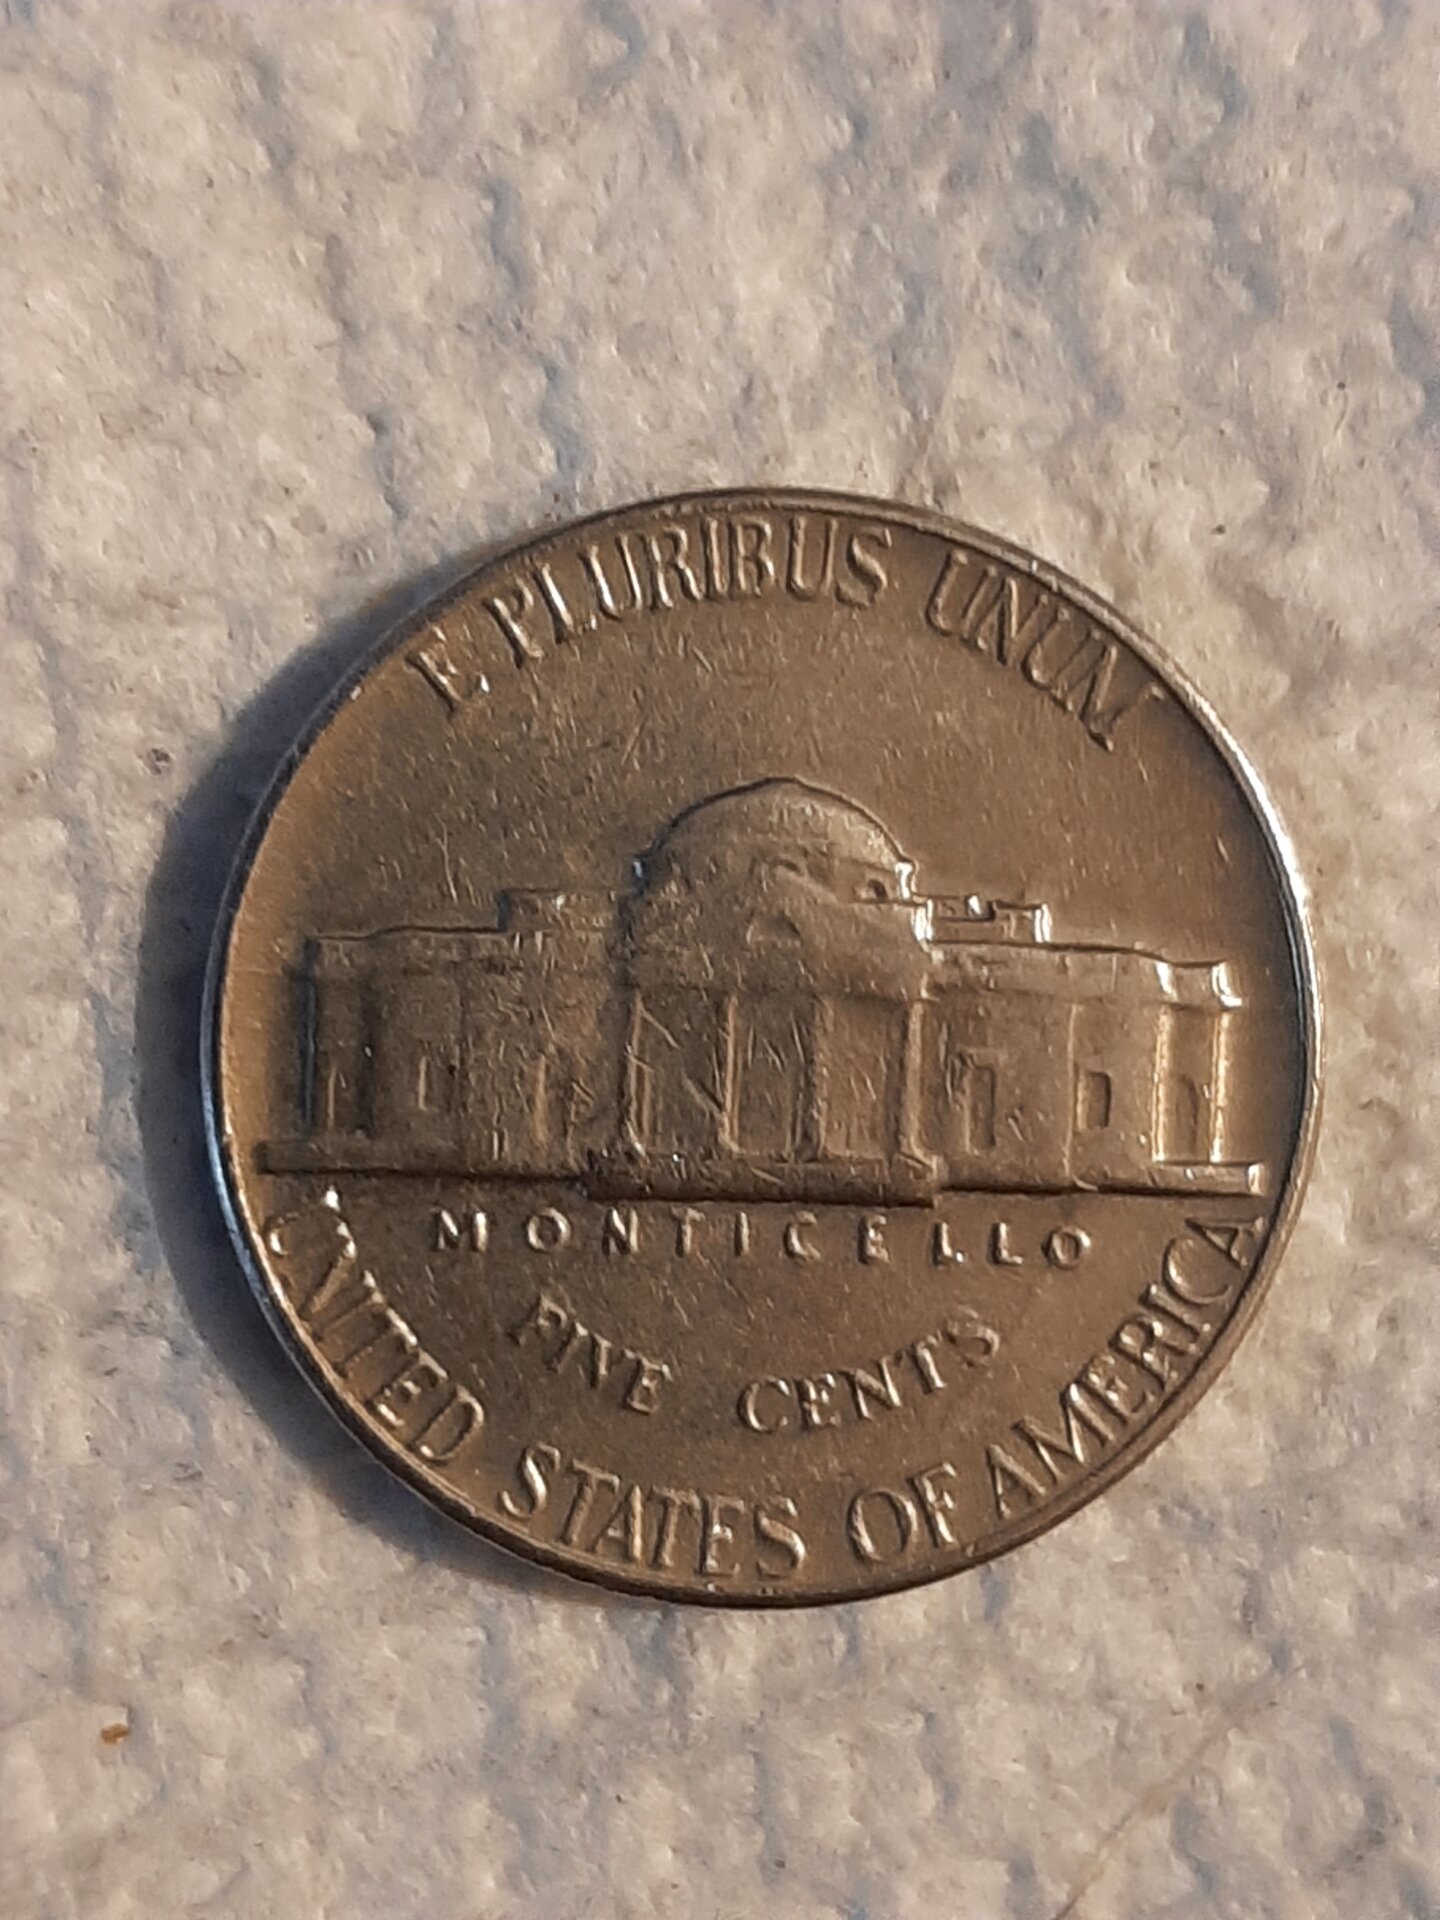 E PLURIBUS UNUM
MONTICELLO
FIVE CENTS
UNITED STATES OF AMERICA